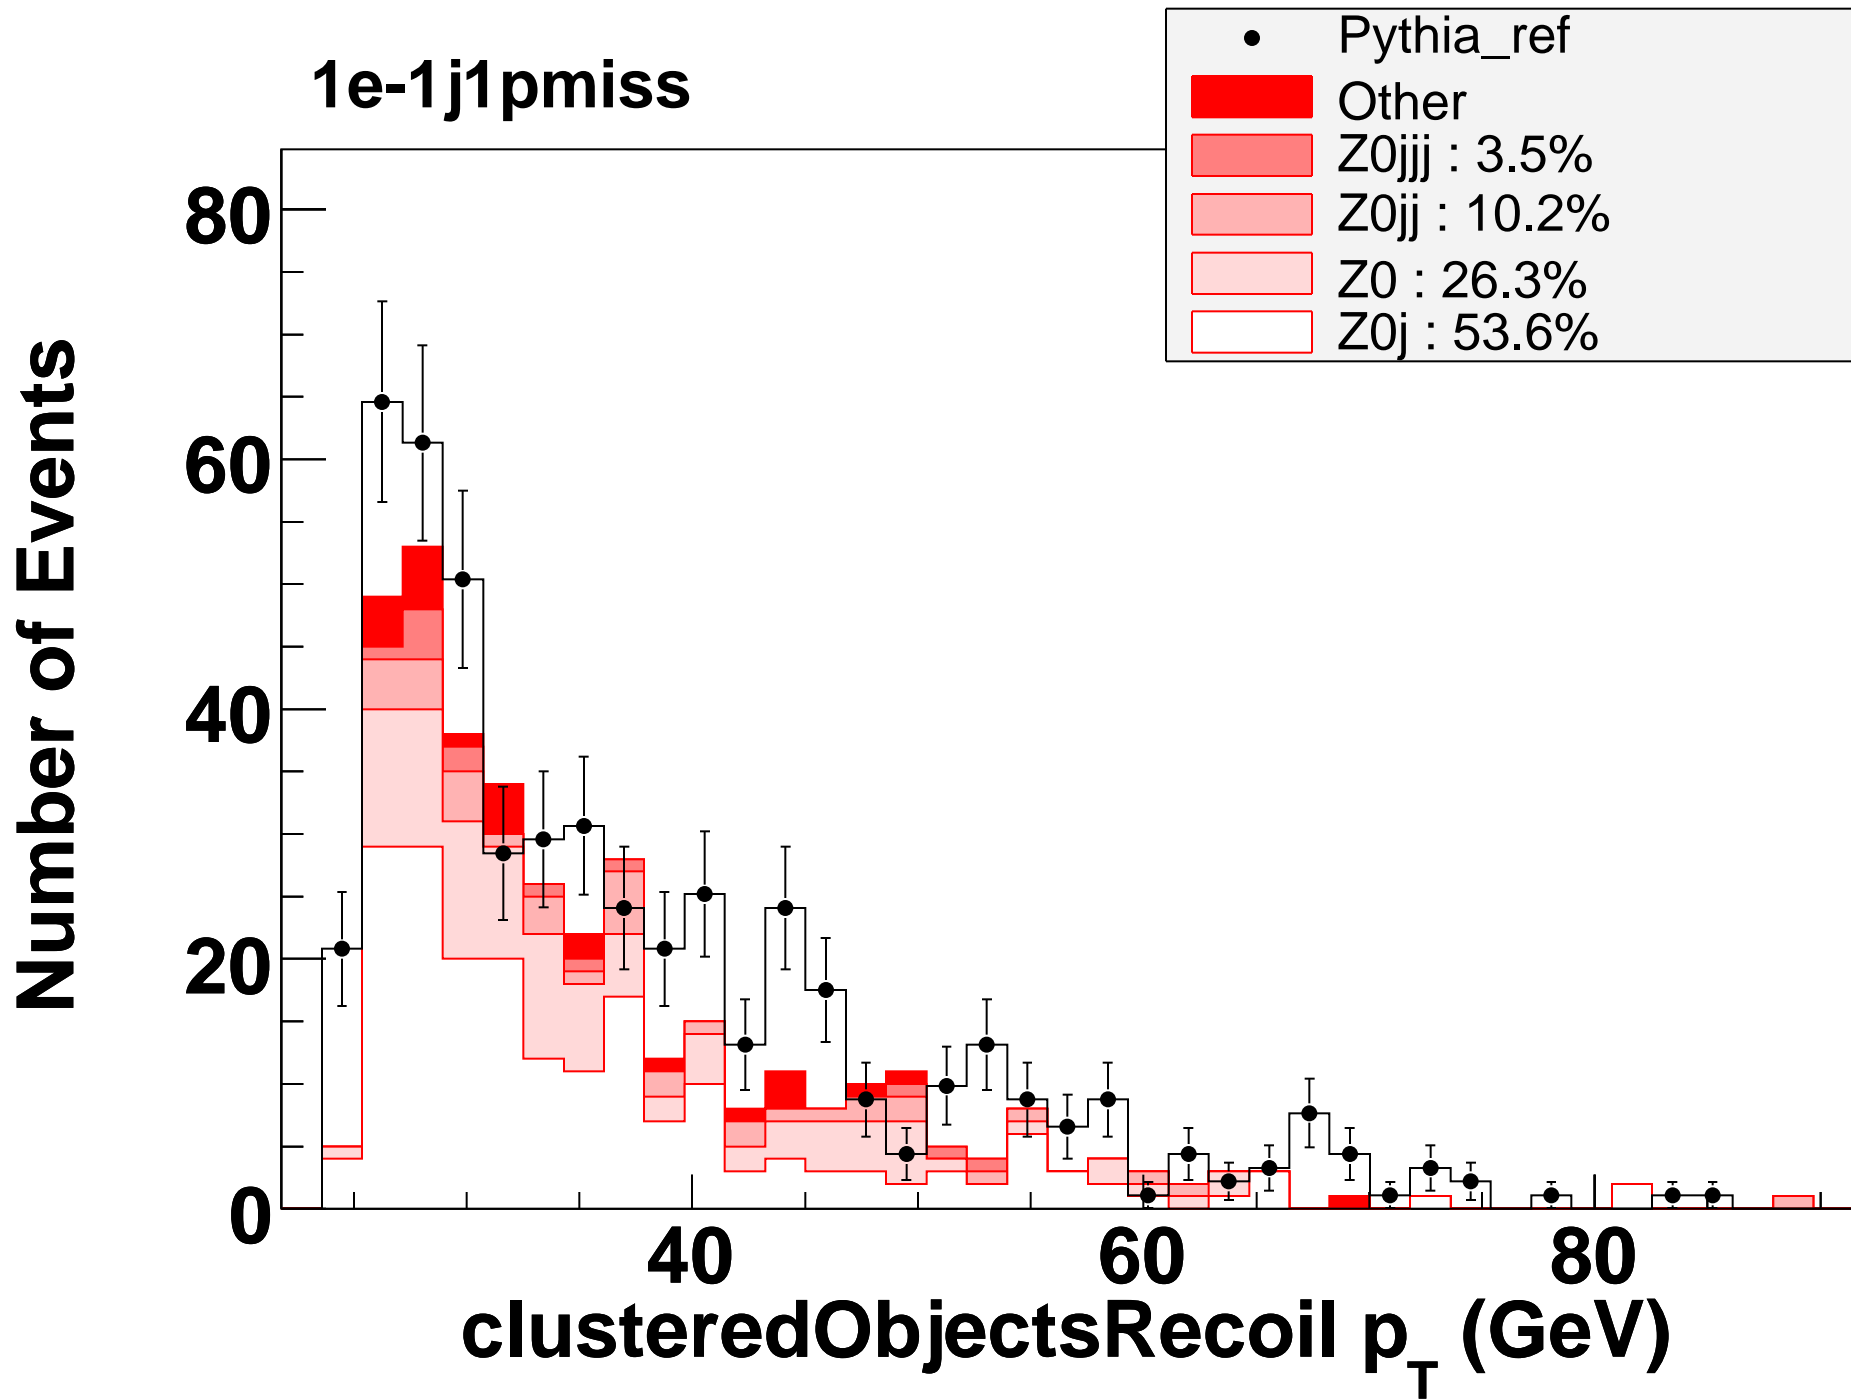 1e-1j1pmiss
Pythia_ref
Other
Z0jjj : 3.5%
Z0jj : 10.2%
Z0 : 26.3%
Z0j : 53.6%
Number of Events
80
60
40
20
0
40 60 80
clusteredObjectsRecoil p_T (GeV)